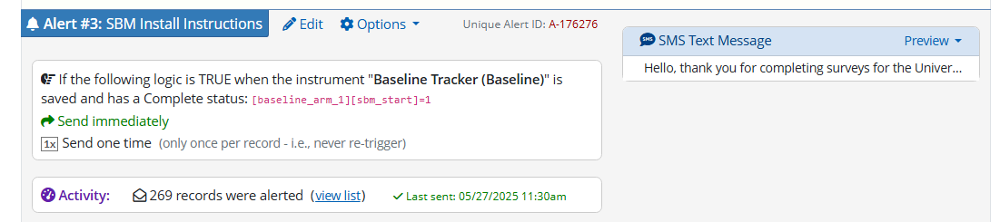 Alert #3: SBM Install Instructions Edit Options Unique Alert ID: A-176276
SMS SMS Text Message Preview
Hello, thank you for completing surveys for the Univer...
If the following logic is TRUE when the instrument "Baseline Tracker (Baseline)" is
saved and has a Complete status: [baseline_arm_1][sbm_start]=1
Send immediately
1x Send one time (only once per record - i.e., never re-trigger)
Activity: 269 records were alerted (view list) Last sent: 05/27/2025 11:30am